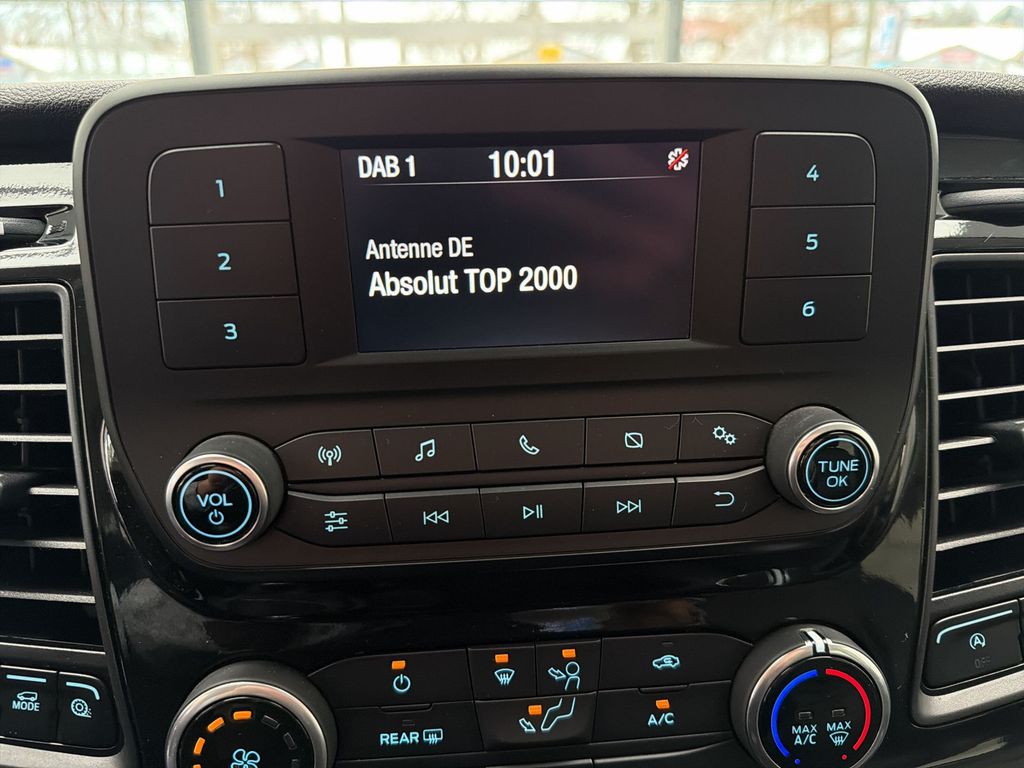 DAB 1 10:01
Antenne DE
Absolut TOP 2000
1
2
3
4
5
6
VOL
TUNE
OK
MODE
REAR
A/C
MAX
A/C
MAX
A
OFF